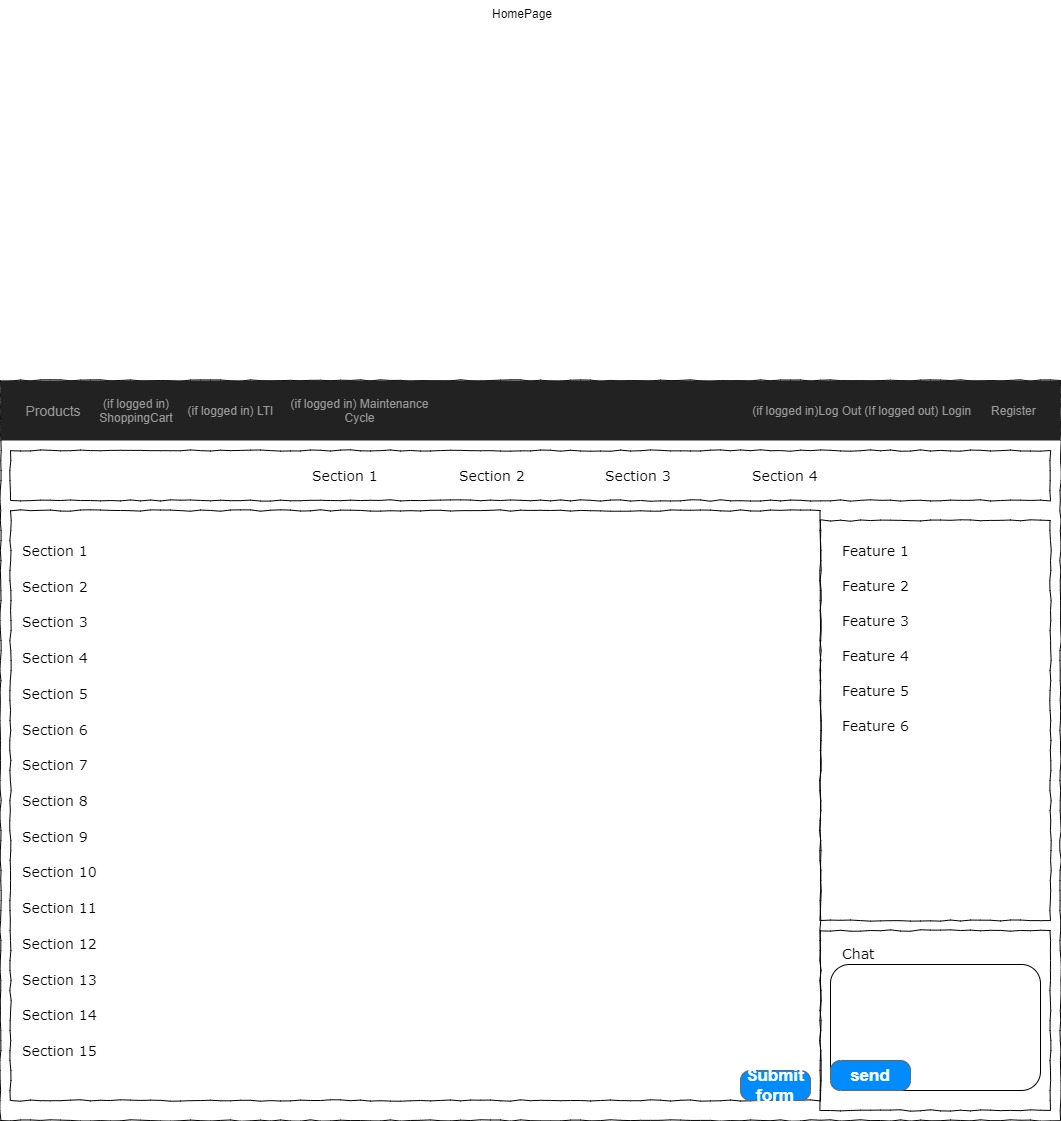 HomePage
Products
(if logged in)
ShoppingCart
(if logged in) LTI
(if logged in) Maintenance
Cycle
(if logged in)Log Out (If logged out) Login
Register
Section 1
Section 2
Section 3
Section 4
Section 1
Section 2
Section 3
Section 4
Section 5
Section 6
Section 7
Section 8
Section 9
Section 10
Section 11
Section 12
Section 13
Section 14
Section 15
Submit
form
Feature 1
Feature 2
Feature 3
Feature 4
Feature 5
Feature 6
Chat
send